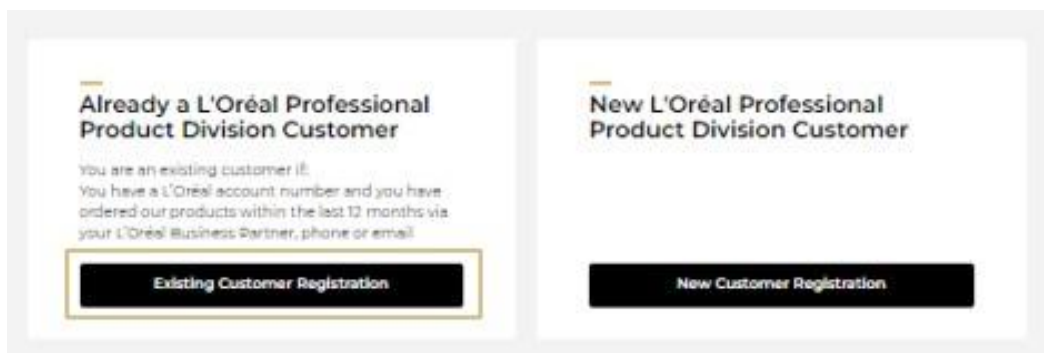 Already a L'Oréal Professional
Product Division Customer
You are an existing customer if:
You have a L'Oréal account number and you have
ordered our products within the last 12 months via
your L'Oréal Business Partner, phone or email
Existing Customer Registration
New L'Oréal Professional
Product Division Customer
New Customer Registration